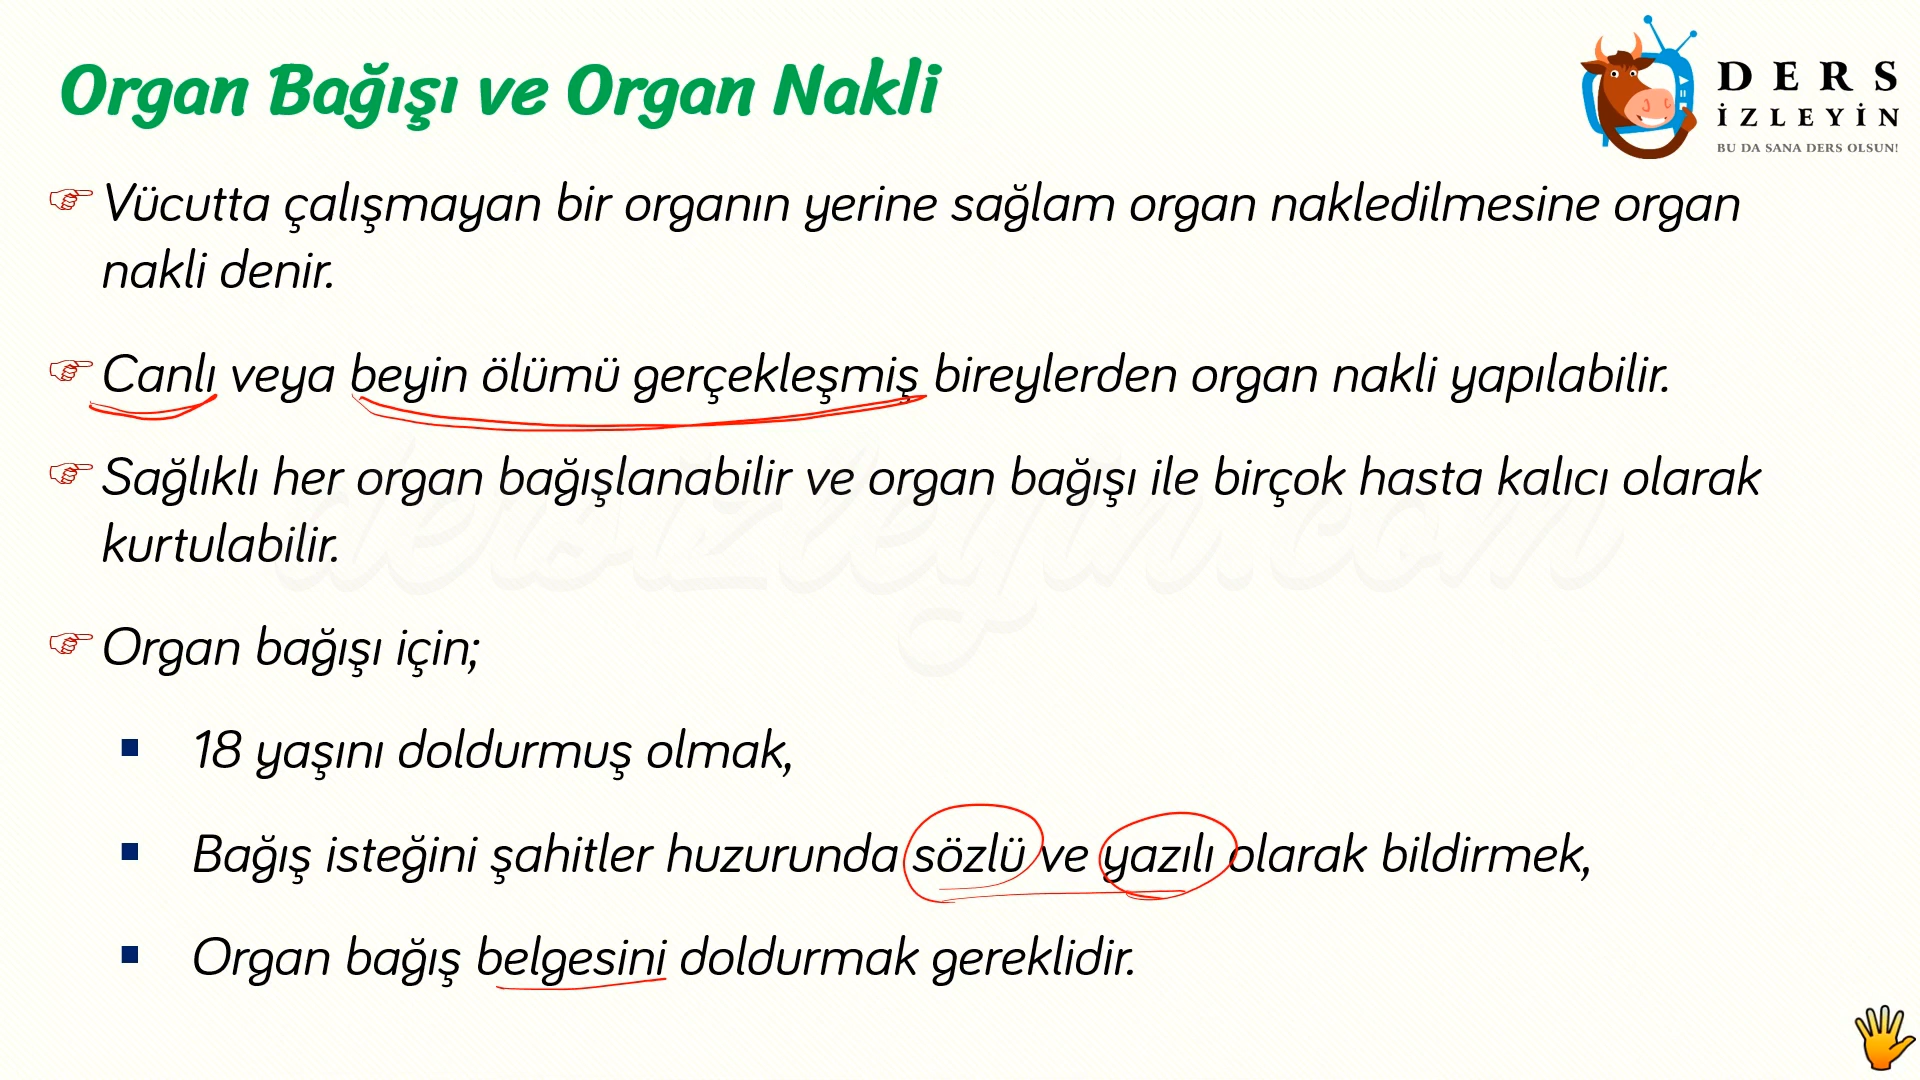 Organ Bağışı ve Organ Nakli
DERS
İZLEYİN
BU DA SANA DERS OLSUN!
Vücutta çalışmayan bir organın yerine sağlam organ nakledilmesine organ
nakli denir.
Canlı veya beyin ölümü gerçekleşmiş bireylerden organ nakli yapılabilir.
Sağlıklı her organ bağışlanabilir ve organ bağışı ile birçok hasta kalıcı olarak
kurtulabilir.
dersizleyin.com
Organ bağışı için;
18 yaşını doldurmuş olmak,
Bağış isteğini şahitler huzurunda sözlü ve yazılı olarak bildirmek,
Organ bağış belgesini doldurmak gereklidir.